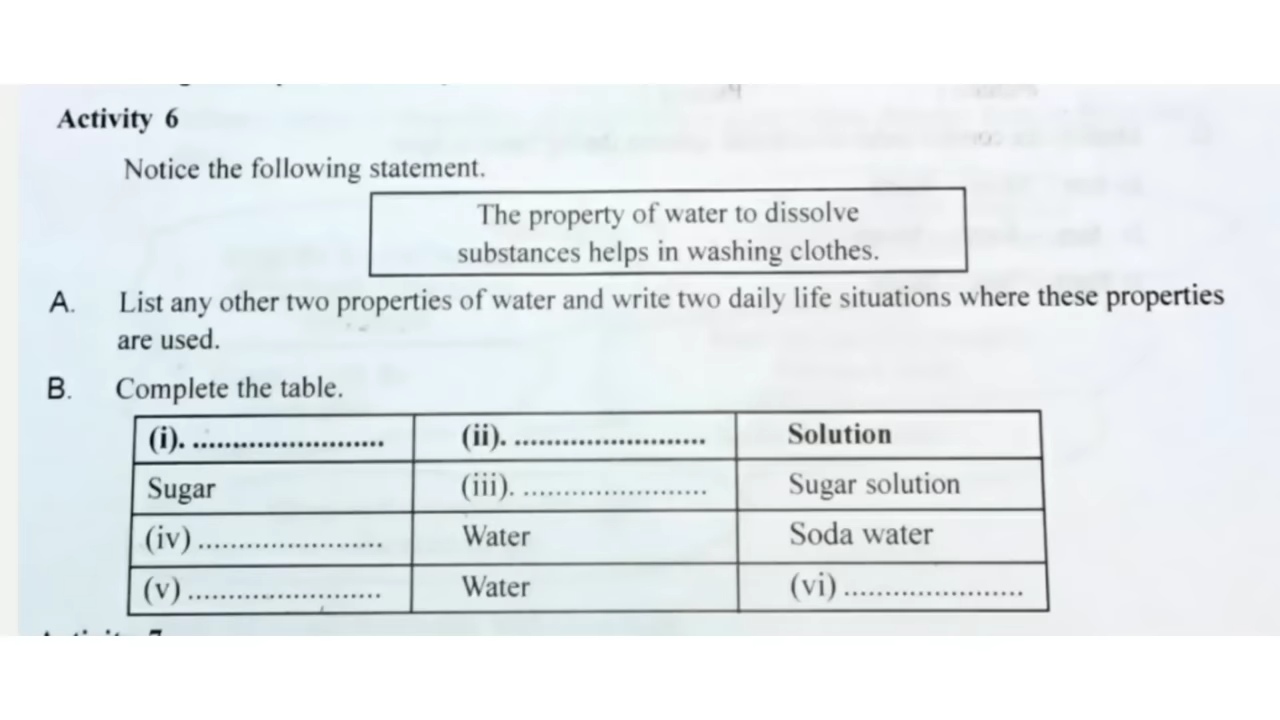 Activity 6
Notice the following statement.
The property of water to dissolve
substances helps in washing clothes.
A. List any other two properties of water and write two daily life situations where these properties
are used.
B. Complete the table.
(i). ........................ (ii). ........................ Solution
Sugar (iii). ........................ Sugar solution
(iv) ........................ Water Soda water
(v) ........................ Water (vi) ........................